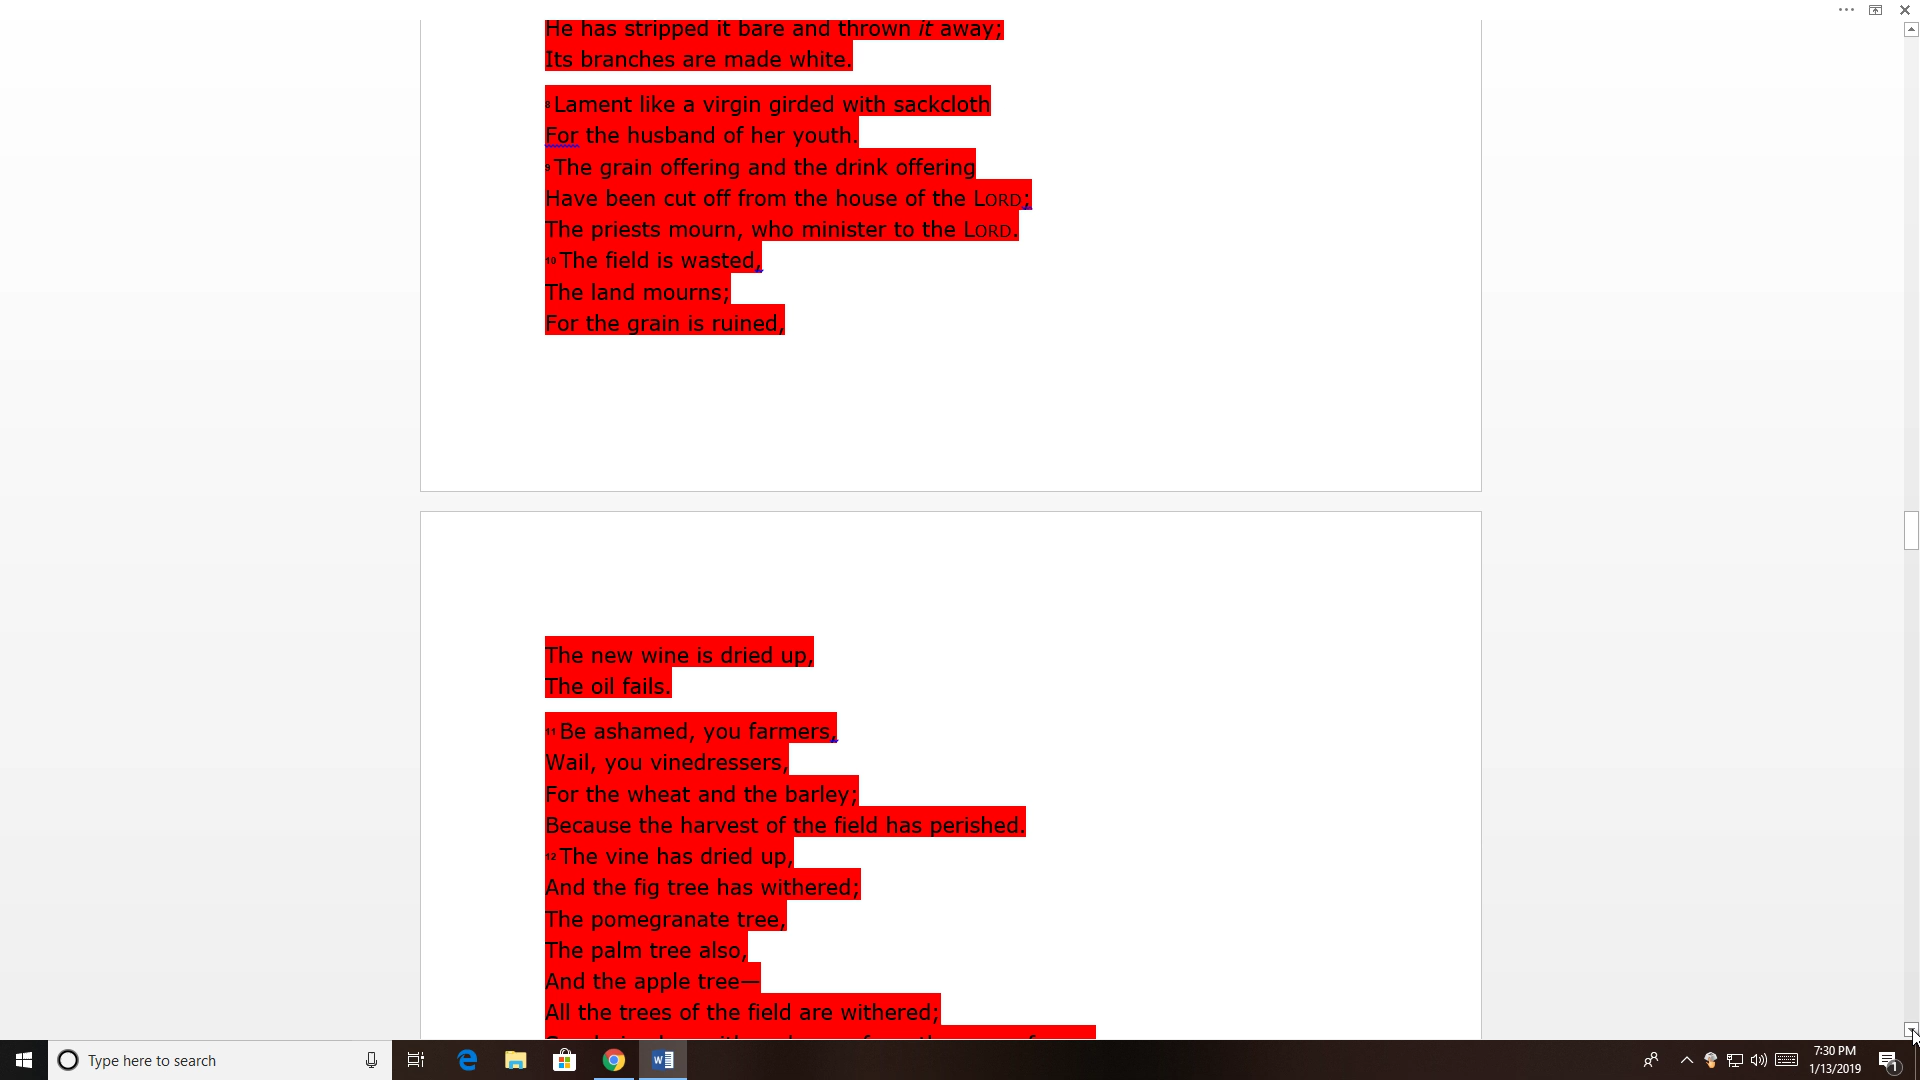 He has stripped it bare and thrown it away;
Its branches are made white.
8 Lament like a virgin girded with sackcloth
For the husband of her youth.
9 The grain offering and the drink offering
Have been cut off from the house of the LORD;
The priests mourn, who minister to the LORD.
10 The field is wasted,
The land mourns;
For the grain is ruined,
The new wine is dried up,
The oil fails.
11 Be ashamed, you farmers,
Wail, you vinedressers,
For the wheat and the barley;
Because the harvest of the field has perished.
12 The vine has dried up,
And the fig tree has withered;
The pomegranate tree,
The palm tree also,
And the apple tree—
All the trees of the field are withered;
Type here to search
7:30 PM
1/13/2019
1